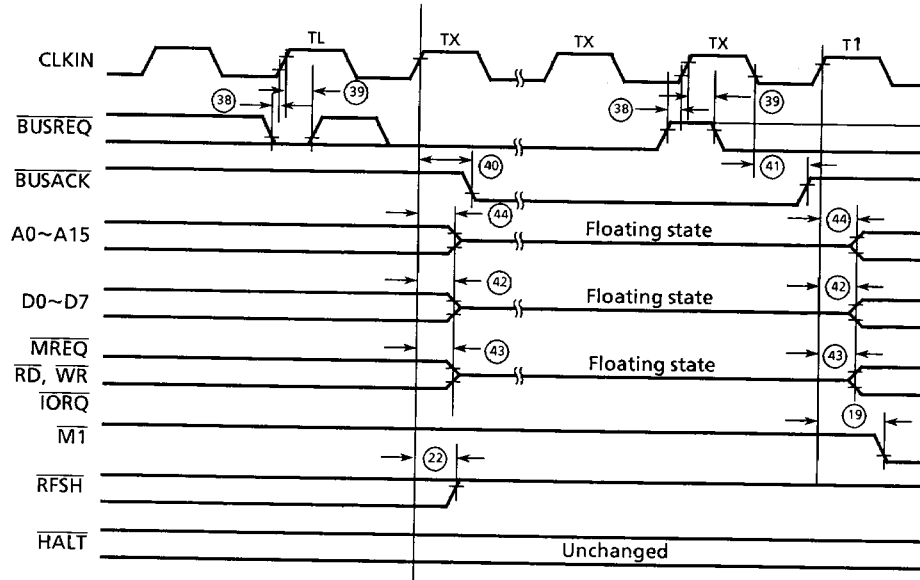 TL TX TX TX T1
CLKIN
38 39 38 39
BUSREQ
40 41
BUSACK
44 Floating state 44
A0~A15
42 Floating state 42
D0~D7
MREQ 43 Floating state 43
RD, WR
IORQ
19
M1
22
RFSH
HALT
Unchanged